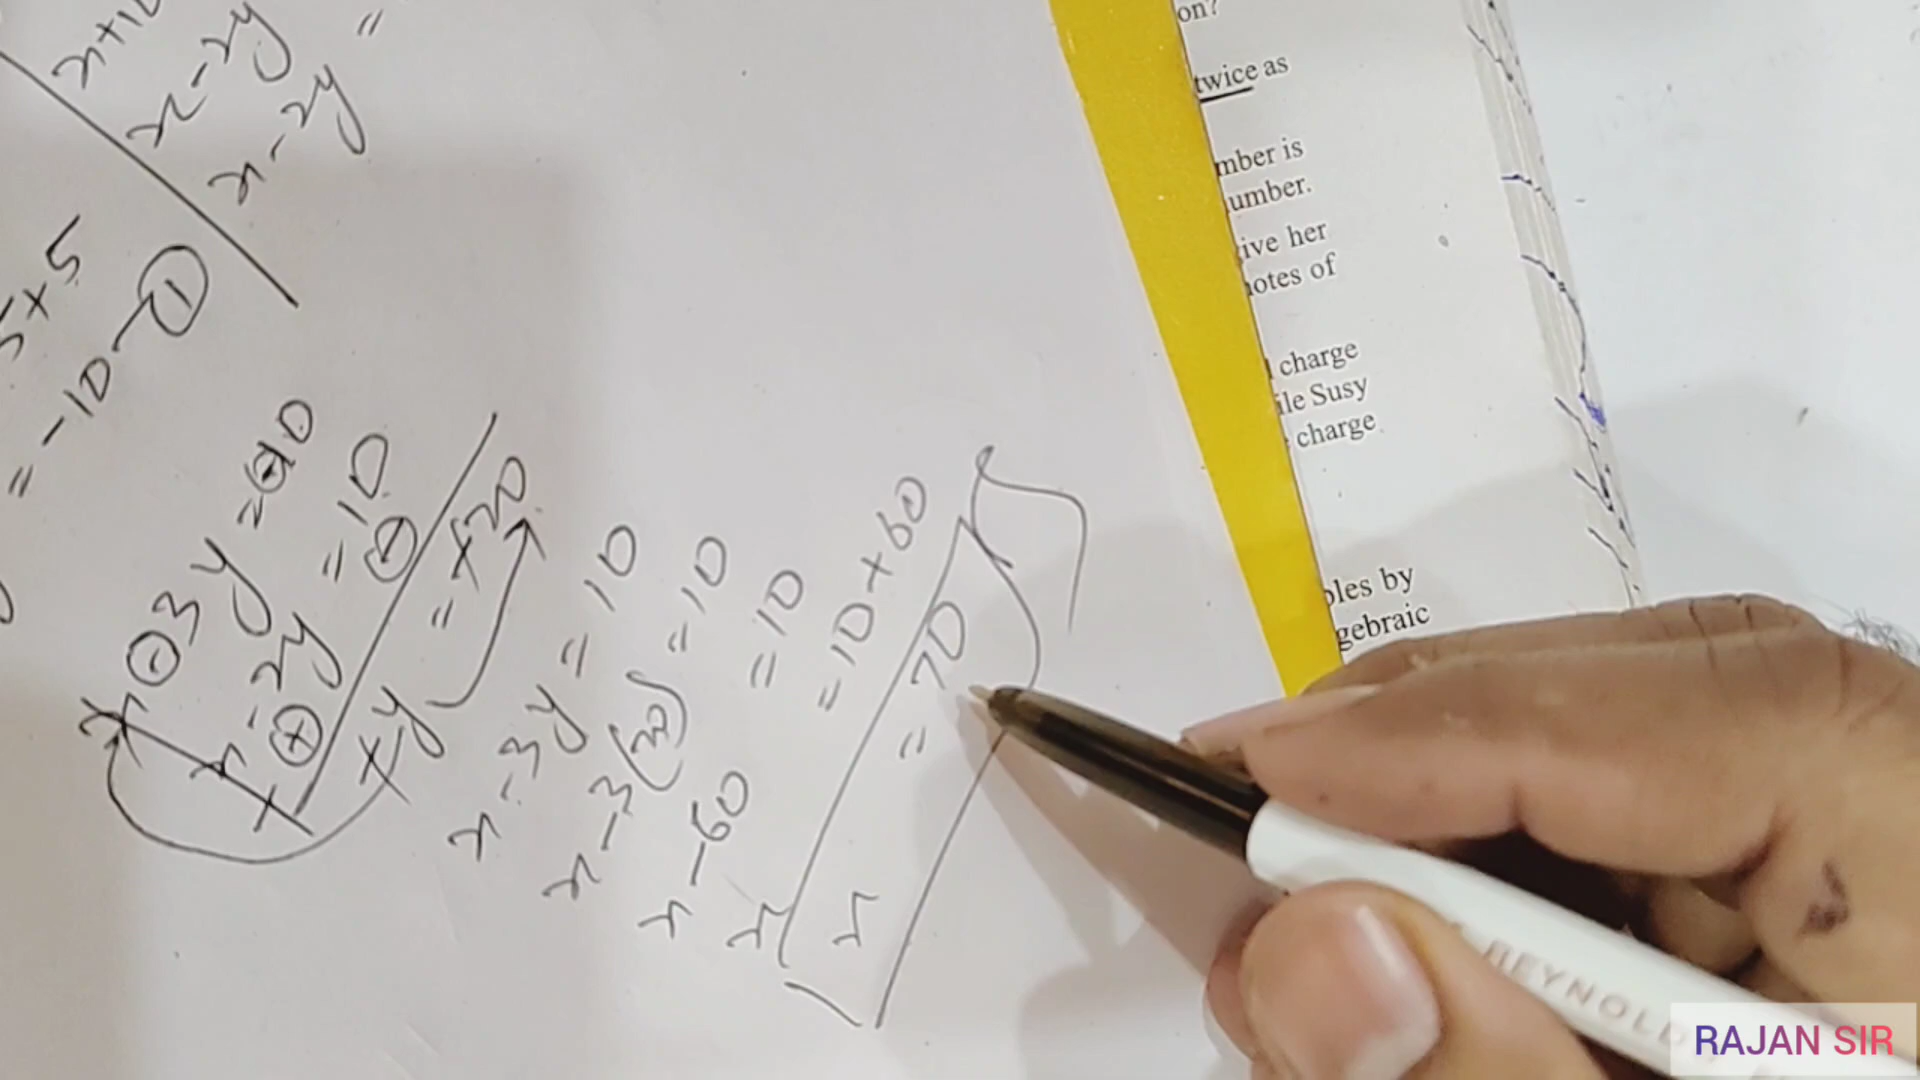 x+10
x-2y
x-2y =
5+5
= -10 - ①
x-3y = -10
x-2y = 10
-y = +20
x-3y = 10
x-3(20) = 10
x-60 = 10
x = 10+60
x = 70
on?
twice as
mber is
umber.
ive her
notes of
charge
ile Susy
charge
bles by
gebraic
REYNOLD
RAJAN SIR